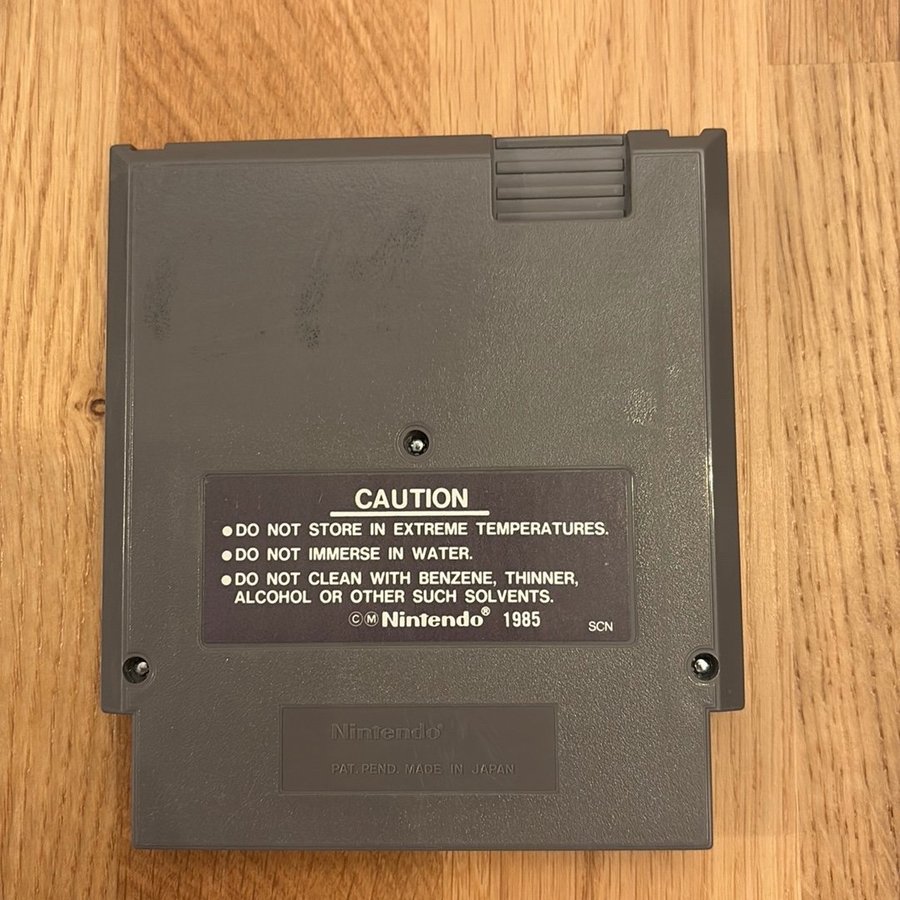 CAUTION
●DO NOT STORE IN EXTREME TEMPERATURES.
●DO NOT IMMERSE IN WATER.
●DO NOT CLEAN WITH BENZENE, THINNER,
ALCOHOL OR OTHER SUCH SOLVENTS.
ⒸⓂNintendo® 1985
SCN
Nintendo®
PAT. PEND. MADE IN JAPAN